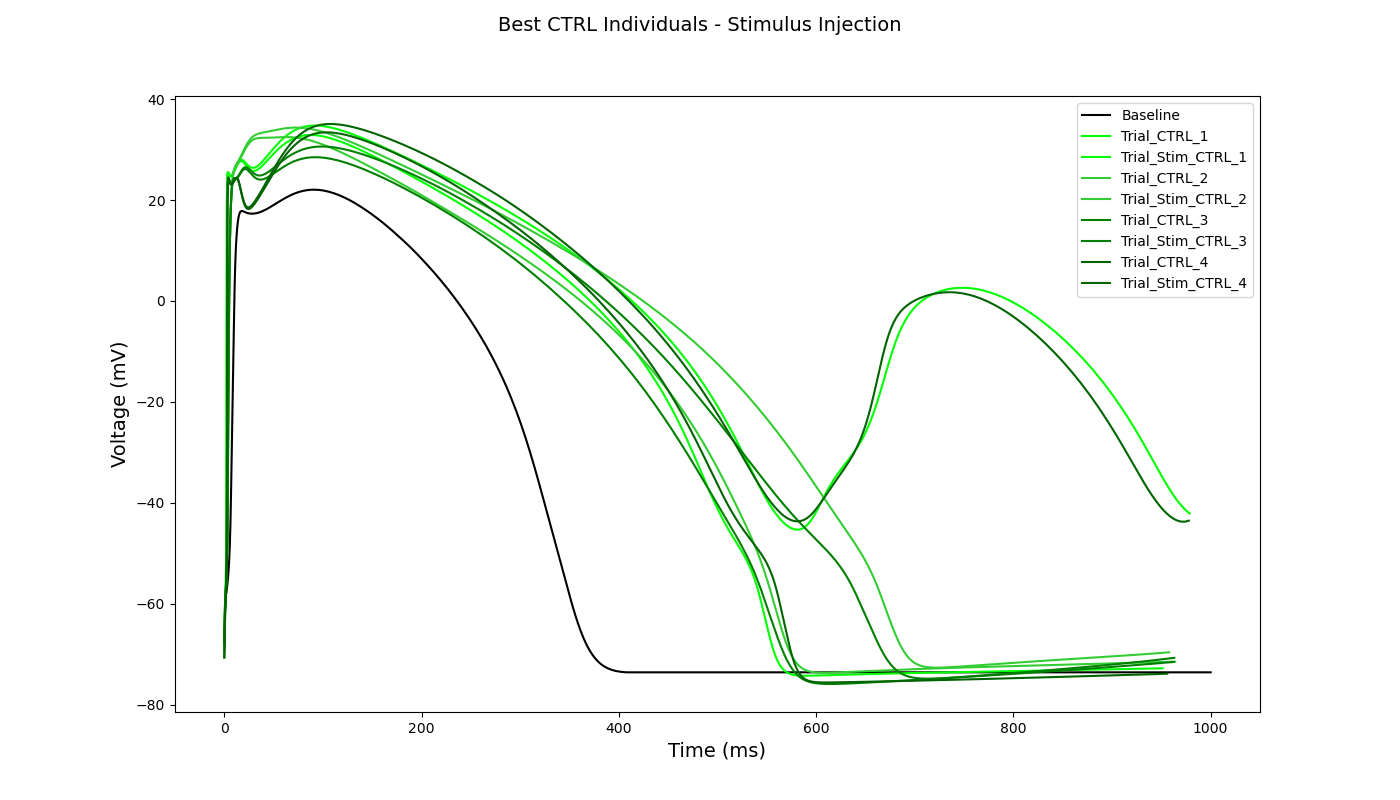 Best CTRL Individuals - Stimulus Injection
40
20
0
−20
−40
−60
−80
Voltage (mV)
Baseline
Trial_CTRL_1
Trial_Stim_CTRL_1
Trial_CTRL_2
Trial_Stim_CTRL_2
Trial_CTRL_3
Trial_Stim_CTRL_3
Trial_CTRL_4
Trial_Stim_CTRL_4
0 200 400 600 800 1000
Time (ms)